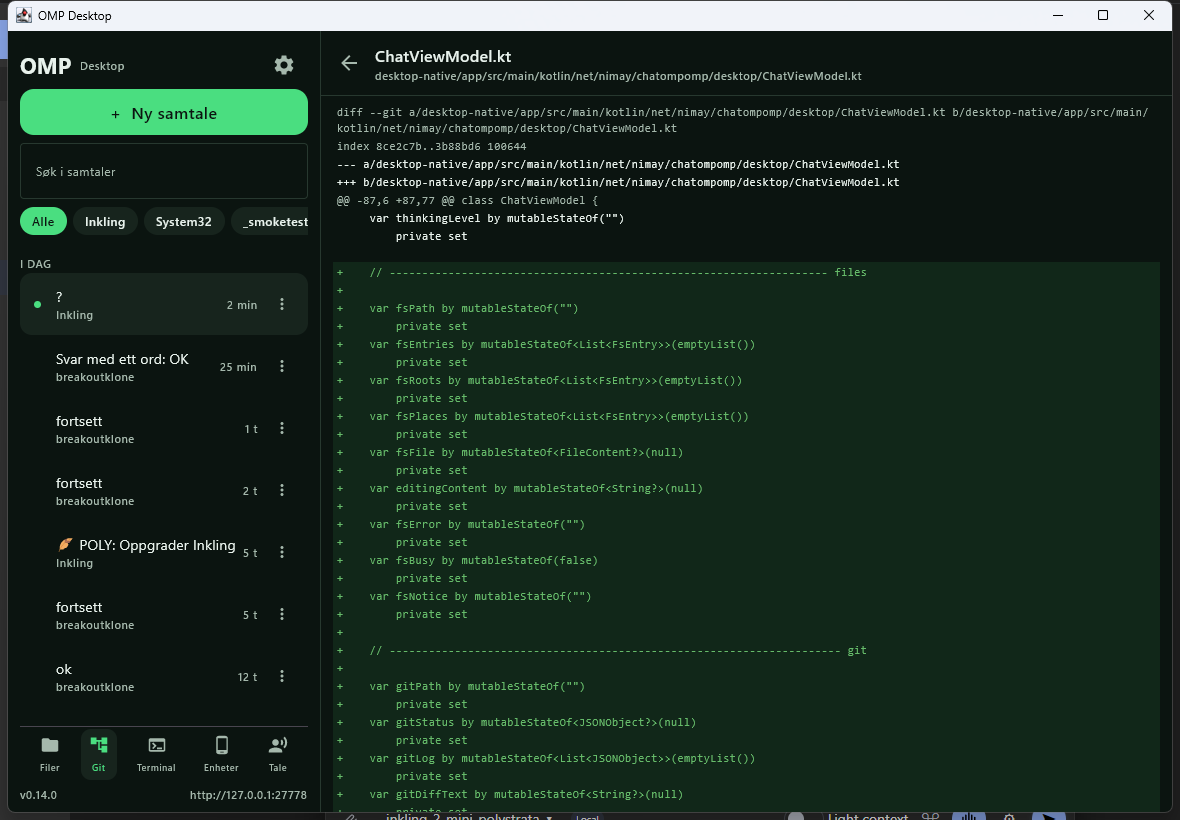 OMP Desktop
OMP Desktop
+ Ny samtale
Søk i samtaler
Alle Inkling System32 _smoketest
I DAG
?
Inkling
2 min
Svar med ett ord: OK
breakoutklone
25 min
fortsett
breakoutklone
1 t
fortsett
breakoutklone
2 t
POLY: Oppgrader Inkling
Inkling
5 t
fortsett
breakoutklone
5 t
ok
breakoutklone
12 t
Filer Git Terminal Enheter Tale
v0.14.0 http://127.0.0.1:27778
ChatViewModel.kt
desktop-native/app/src/main/kotlin/net/nimay/chatompomp/desktop/ChatViewModel.kt
diff --git a/desktop-native/app/src/main/kotlin/net/nimay/chatompomp/desktop/ChatViewModel.kt b/desktop-native/app/src/main/
kotlin/net/nimay/chatompomp/desktop/ChatViewModel.kt
index 8ce2c7b..3b88bd6 100644
--- a/desktop-native/app/src/main/kotlin/net/nimay/chatompomp/desktop/ChatViewModel.kt
+++ b/desktop-native/app/src/main/kotlin/net/nimay/chatompomp/desktop/ChatViewModel.kt
@@ -87,6 +87,77 @@ class ChatViewModel {
var thinkingLevel by mutableStateOf("")
private set
+ // ------------------------------------------------------------------- files
+
+ var fsPath by mutableStateOf("")
+ private set
+ var fsEntries by mutableStateOf<List<FsEntry>>(emptyList())
+ private set
+ var fsRoots by mutableStateOf<List<FsEntry>>(emptyList())
+ private set
+ var fsPlaces by mutableStateOf<List<FsEntry>>(emptyList())
+ private set
+ var fsFile by mutableStateOf<FileContent?>(null)
+ private set
+ var editingContent by mutableStateOf<String?>(null)
+ private set
+ var fsError by mutableStateOf("")
+ private set
+ var fsBusy by mutableStateOf(false)
+ private set
+ var fsNotice by mutableStateOf("")
+ private set
+
+ // --------------------------------------------------------------------- git
+
+ var gitPath by mutableStateOf("")
+ private set
+ var gitStatus by mutableStateOf<JSONObject?>(null)
+ private set
+ var gitLog by mutableStateOf<List<JSONObject>>(emptyList())
+ private set
+ var gitDiffText by mutableStateOf<String?>(null)
+ private set
inkling_2_mini_polystrata Local Light context